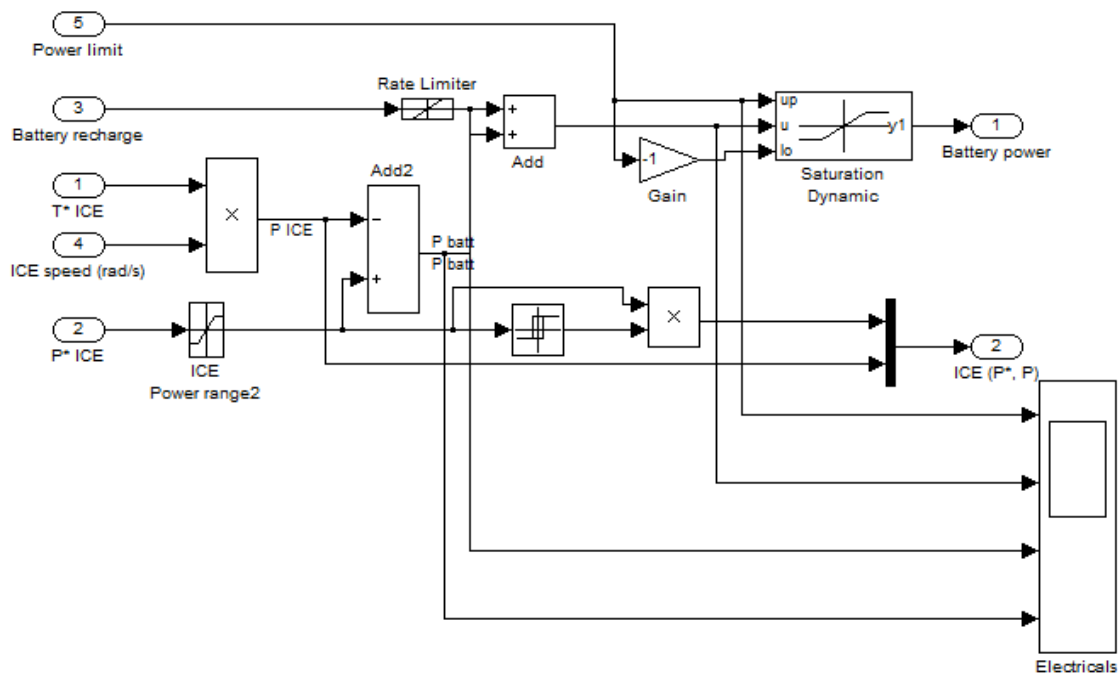 5
Power limit
3
Battery recharge
Rate Limiter
+
+
Add
up
u
lo
y1
Saturation
Dynamic
1
Battery power
-1
Gain
1
T* ICE
4
ICE speed (rad/s)
×
P ICE
Add2
−
+
P batt
P batt
2
P* ICE
ICE
Power range2
×
2
ICE (P*, P)
Electricals